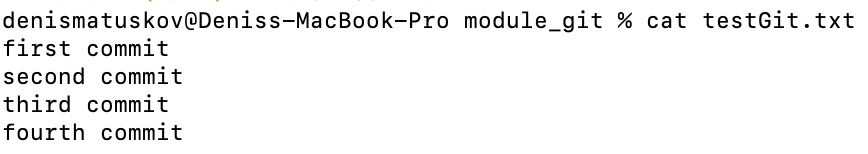 denismatuskov@Deniss-MacBook-Pro module_git % cat testGit.txt
first commit
second commit
third commit
fourth commit